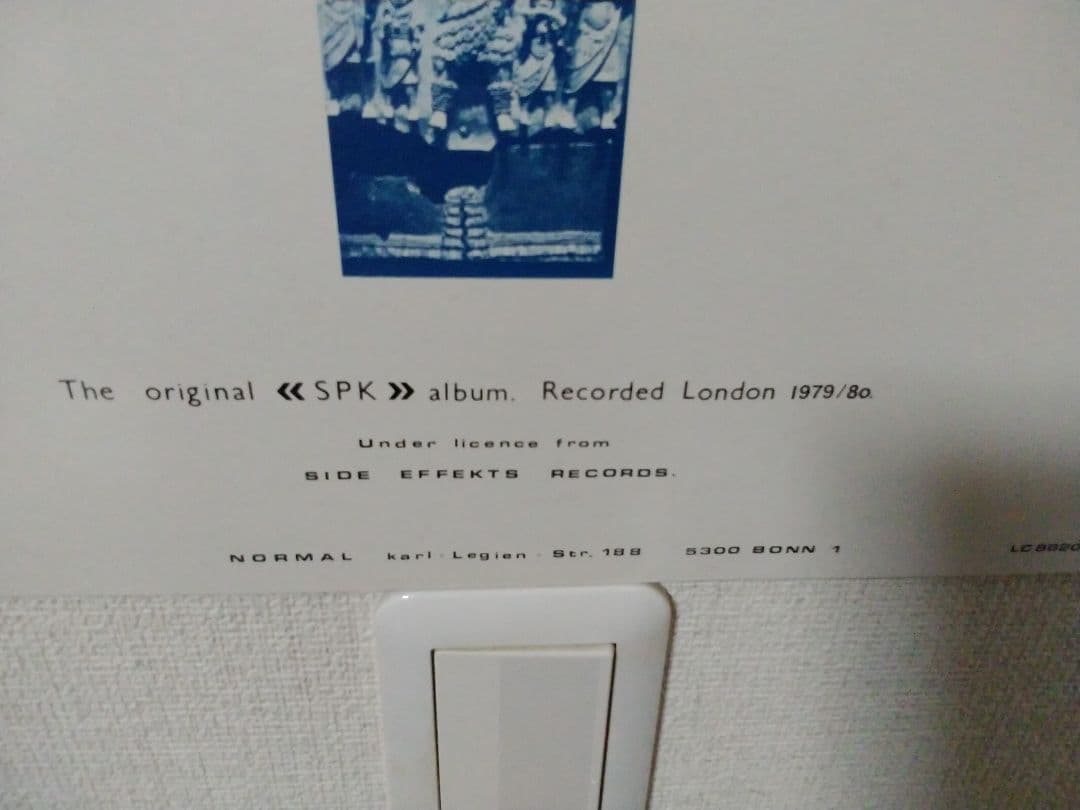 The original « SPK » album. Recorded London 1979/80.
Under licence from
SIDE EFFEKTS RECORDS.
NORMAL karl · Legien · Str. 188 5300 BONN 1